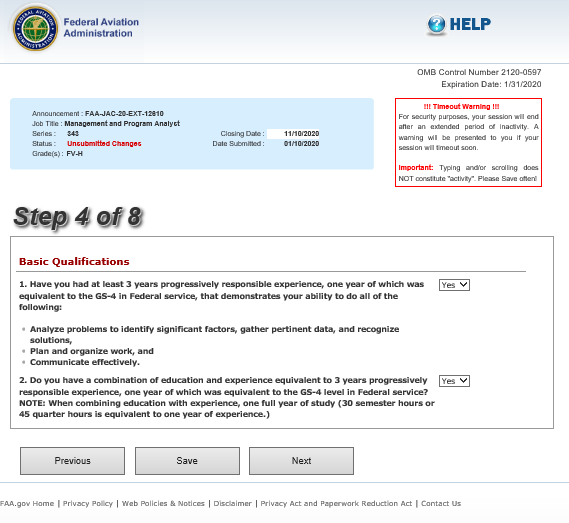 Federal Aviation
Administration
HELP
OMB Control Number 2120-0597
Expiration Date: 1/31/2020
Announcement : FAA-JAC-20-EXT-12610
Job Title : Management and Program Analyst
Series : 343 Closing Date : 11/10/2020
Status : Unsubmitted Changes Date Submitted : 01/10/2020
Grade(s) : FV-H
!!! Timeout Warning !!!
For security purposes, your session will end
after an extended period of inactivity. A
warning will be presented to you if your
session will timeout soon.
Important: Typing and/or scrolling does
NOT constitute "activity". Please Save often!
Step 4 of 8
Basic Qualifications
1. Have you had at least 3 years progressively responsible experience, one year of which was Yes
equivalent to the GS-4 in Federal service, that demonstrates your ability to do all of the
following:
Analyze problems to identify significant factors, gather pertinent data, and recognize
solutions,
Plan and organize work, and
Communicate effectively.
2. Do you have a combination of education and experience equivalent to 3 years progressively Yes
responsible experience, one year of which was equivalent to the GS-4 level in Federal service?
NOTE: When combining education with experience, one full year of study (30 semester hours or
45 quarter hours is equivalent to one year of experience.)
Previous Save Next
FAA.gov Home | Privacy Policy | Web Policies & Notices | Disclaimer | Privacy Act and Paperwork Reduction Act | Contact Us